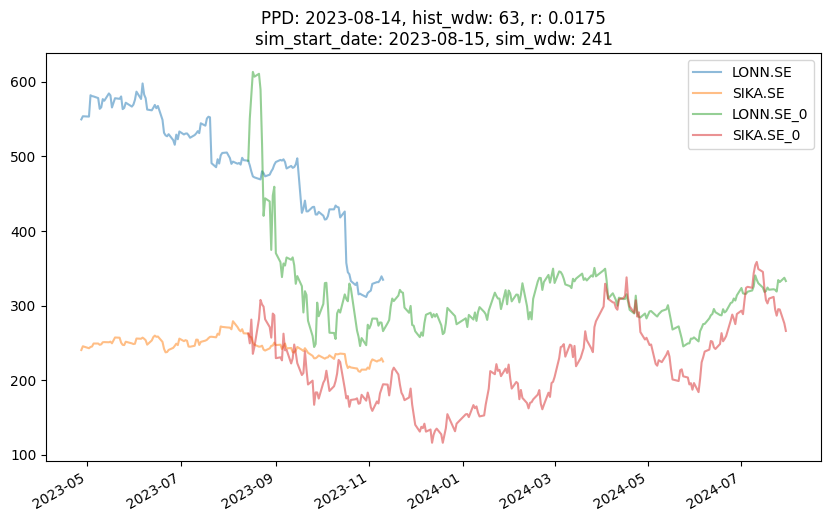 PPD: 2023-08-14, hist_wdw: 63, r: 0.0175
sim_start_date: 2023-08-15, sim_wdw: 241
LONN.SE
SIKA.SE
LONN.SE_0
SIKA.SE_0
600
500
400
300
200
100
2023-05
2023-07
2023-09
2023-11
2024-01
2024-03
2024-05
2024-07